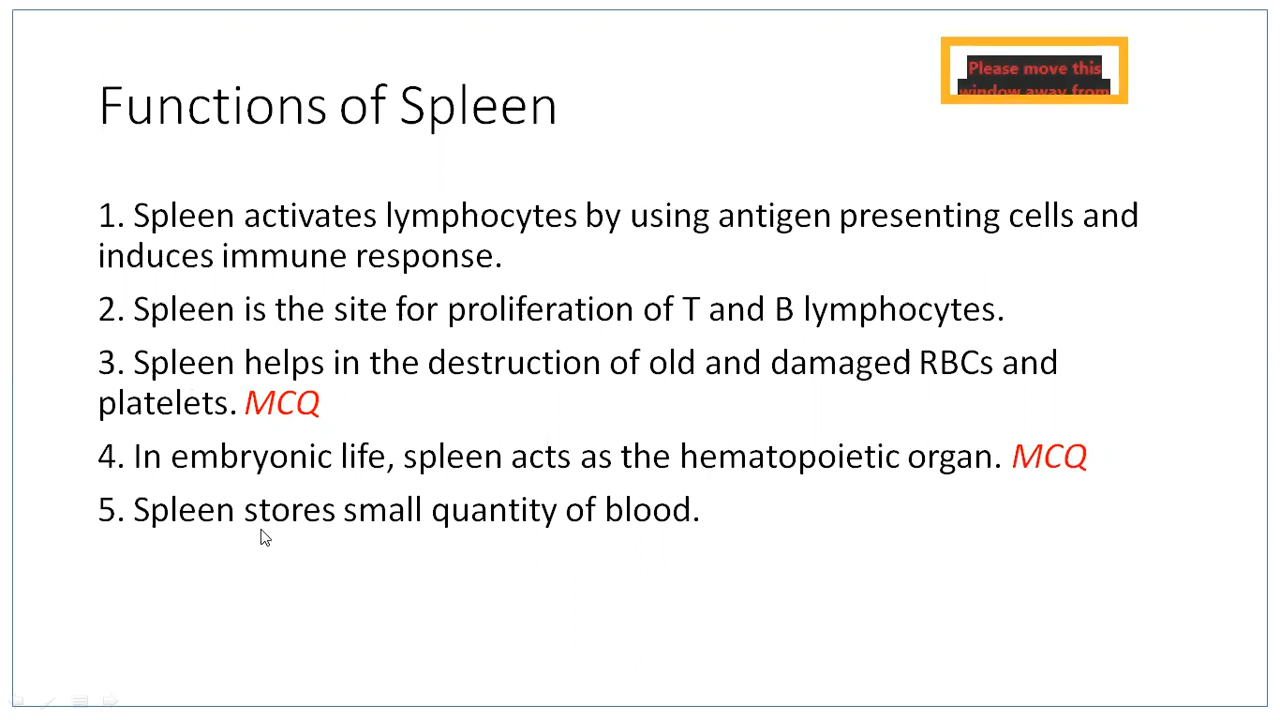 Please move this
window away from
Functions of Spleen
1. Spleen activates lymphocytes by using antigen presenting cells and
induces immune response.
2. Spleen is the site for proliferation of T and B lymphocytes.
3. Spleen helps in the destruction of old and damaged RBCs and
platelets. MCQ
4. In embryonic life, spleen acts as the hematopoietic organ. MCQ
5. Spleen stores small quantity of blood.